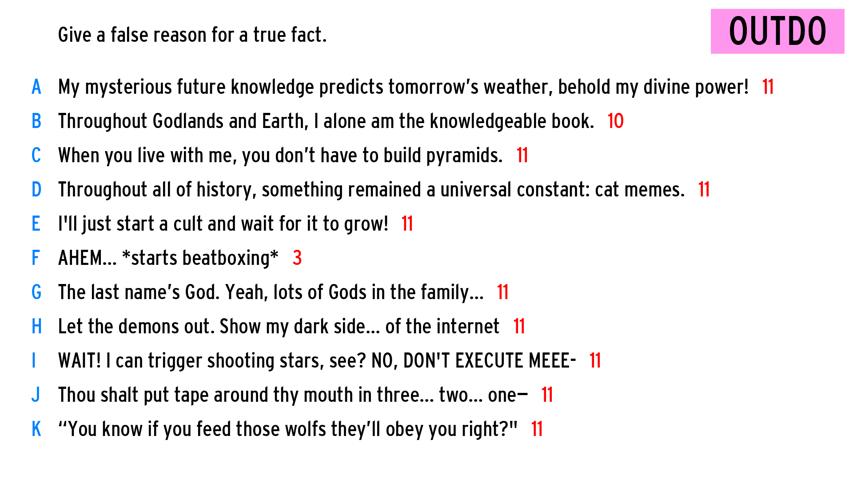 Give a false reason for a true fact.
OUTDO
A My mysterious future knowledge predicts tomorrow's weather, behold my divine power! 11
B Throughout Godlands and Earth, I alone am the knowledgeable book. 10
C When you live with me, you don't have to build pyramids. 11
D Throughout all of history, something remained a universal constant: cat memes. 11
E I'll just start a cult and wait for it to grow! 11
F AHEM... *starts beatboxing* 3
G The last name's God. Yeah, lots of Gods in the family... 11
H Let the demons out. Show my dark side... of the internet 11
I WAIT! I can trigger shooting stars, see? NO, DON'T EXECUTE MEEE- 11
J Thou shalt put tape around thy mouth in three... two... one— 11
K “You know if you feed those wolfs they'll obey you right?" 11